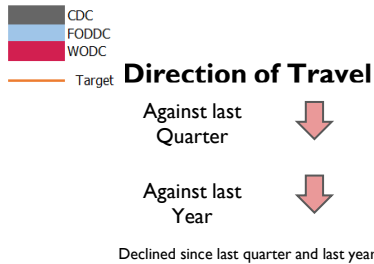 CDC
FODDC
WODC
Target
Direction of Travel
Against last
Quarter
Against last
Year
Declined since last quarter and last year